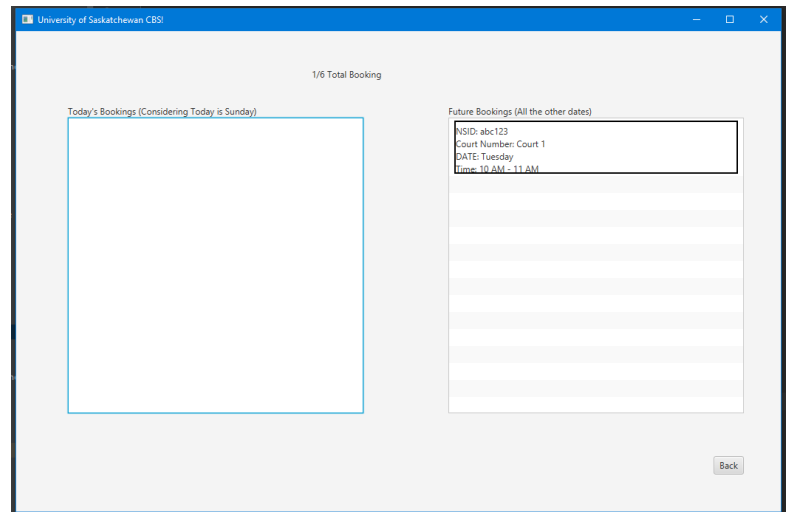 University of Saskatchewan CBS!
1/6 Total Booking
Today's Bookings (Considering Today is Sunday)
Future Bookings (All the other dates)
NSID: abc123
Court Number: Court 1
DATE: Tuesday
Time: 10 AM - 11 AM
Back